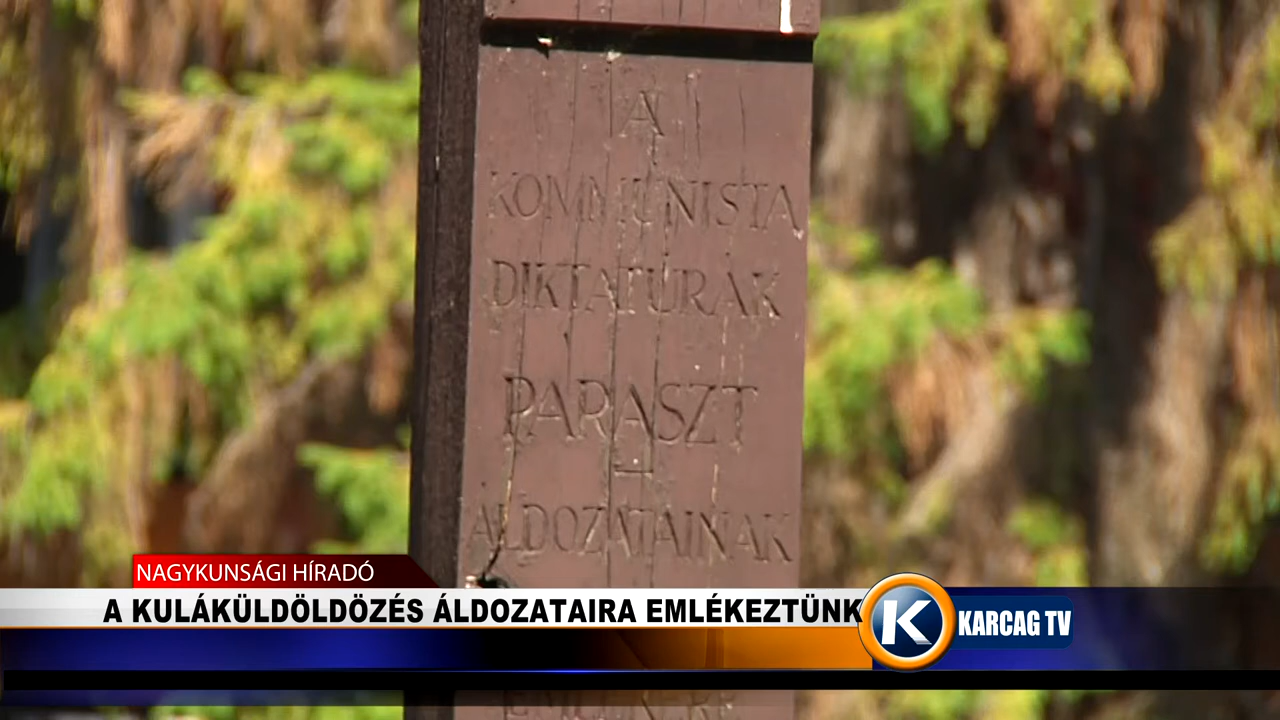 A
KOMMUNISTA
DIKTATÚRÁK
PARASZT
ÁLDOZATAINAK
NAGYKUNSÁGI HÍRADÓ
A KULÁKÜLDÖLDÖZÉS ÁLDOZATAIRA EMLÉKEZTÜNK
K KARCAG TV